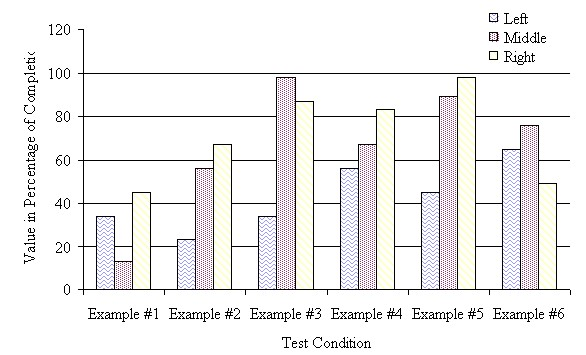 Left
Middle
Right
120
100
80
60
40
20
0
Value in Percentage of
Example #1 Example #2 Example #3 Example #4 Example #5 Example #6
Test Condition